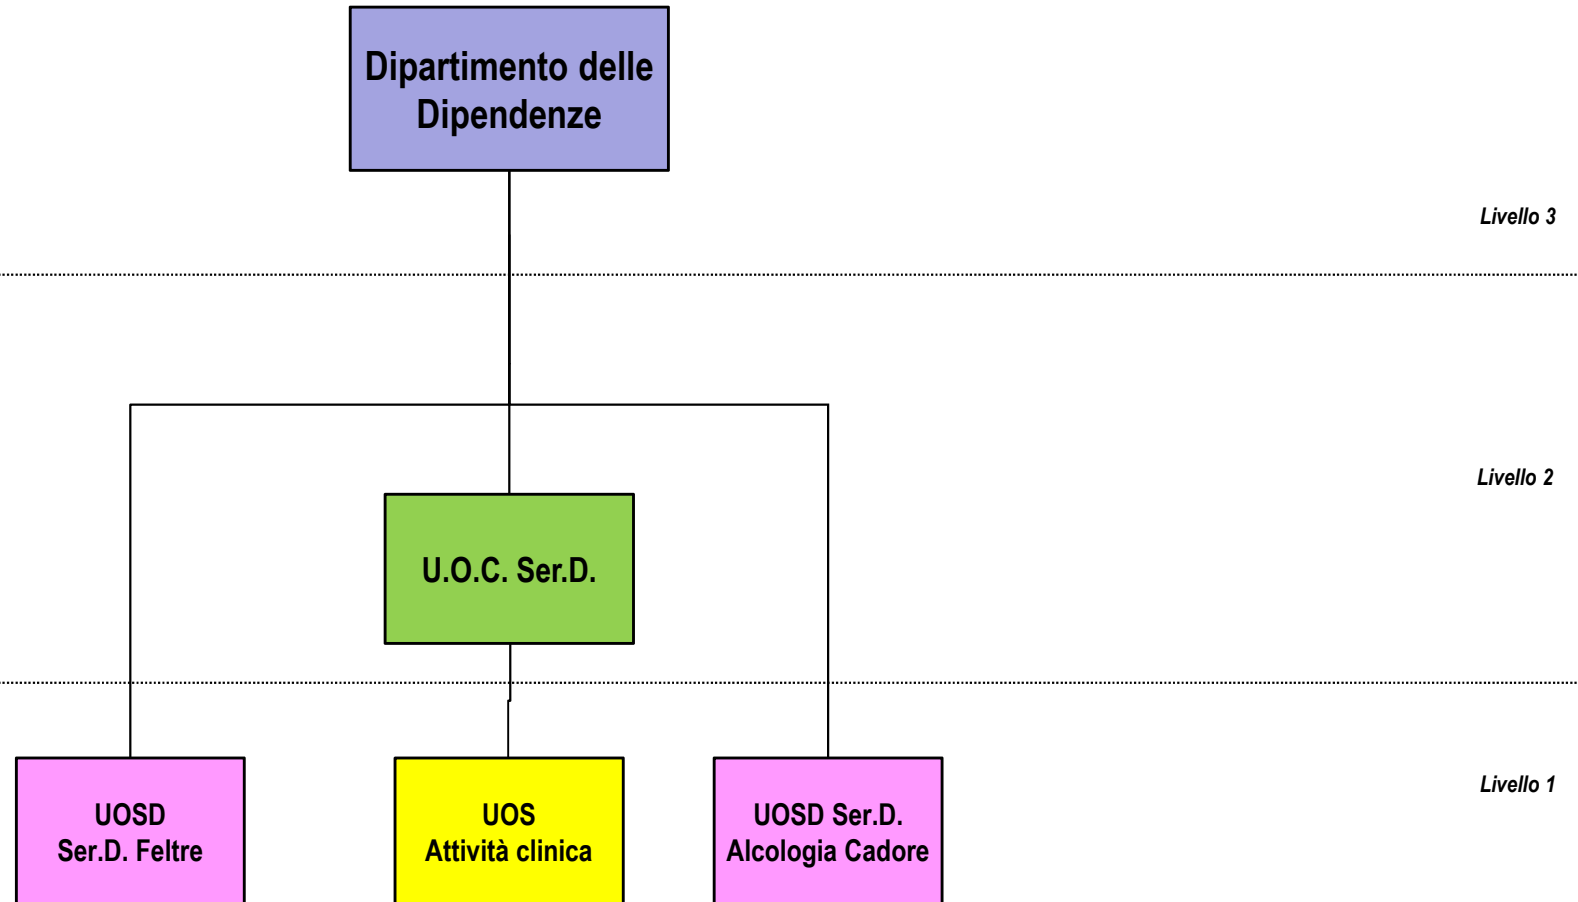 Dipartimento delle
Dipendenze
Livello 3
Livello 2
U.O.C. Ser.D.
Livello 1
UOSD
Ser.D. Feltre
UOS
Attività clinica
UOSD Ser.D.
Alcologia Cadore